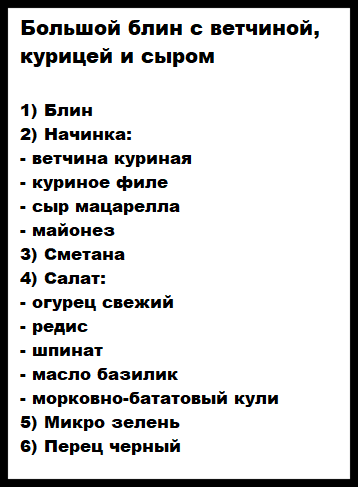 Большой блин с ветчиной,
курицей и сыром
1) Блин
2) Начинка:
- ветчина куриная
- куриное филе
- сыр мацарелла
- майонез
3) Сметана
4) Салат:
- огурец свежий
- редис
- шпинат
- масло базилик
- морковно-бататовый кули
5) Микро зелень
6) Перец черный